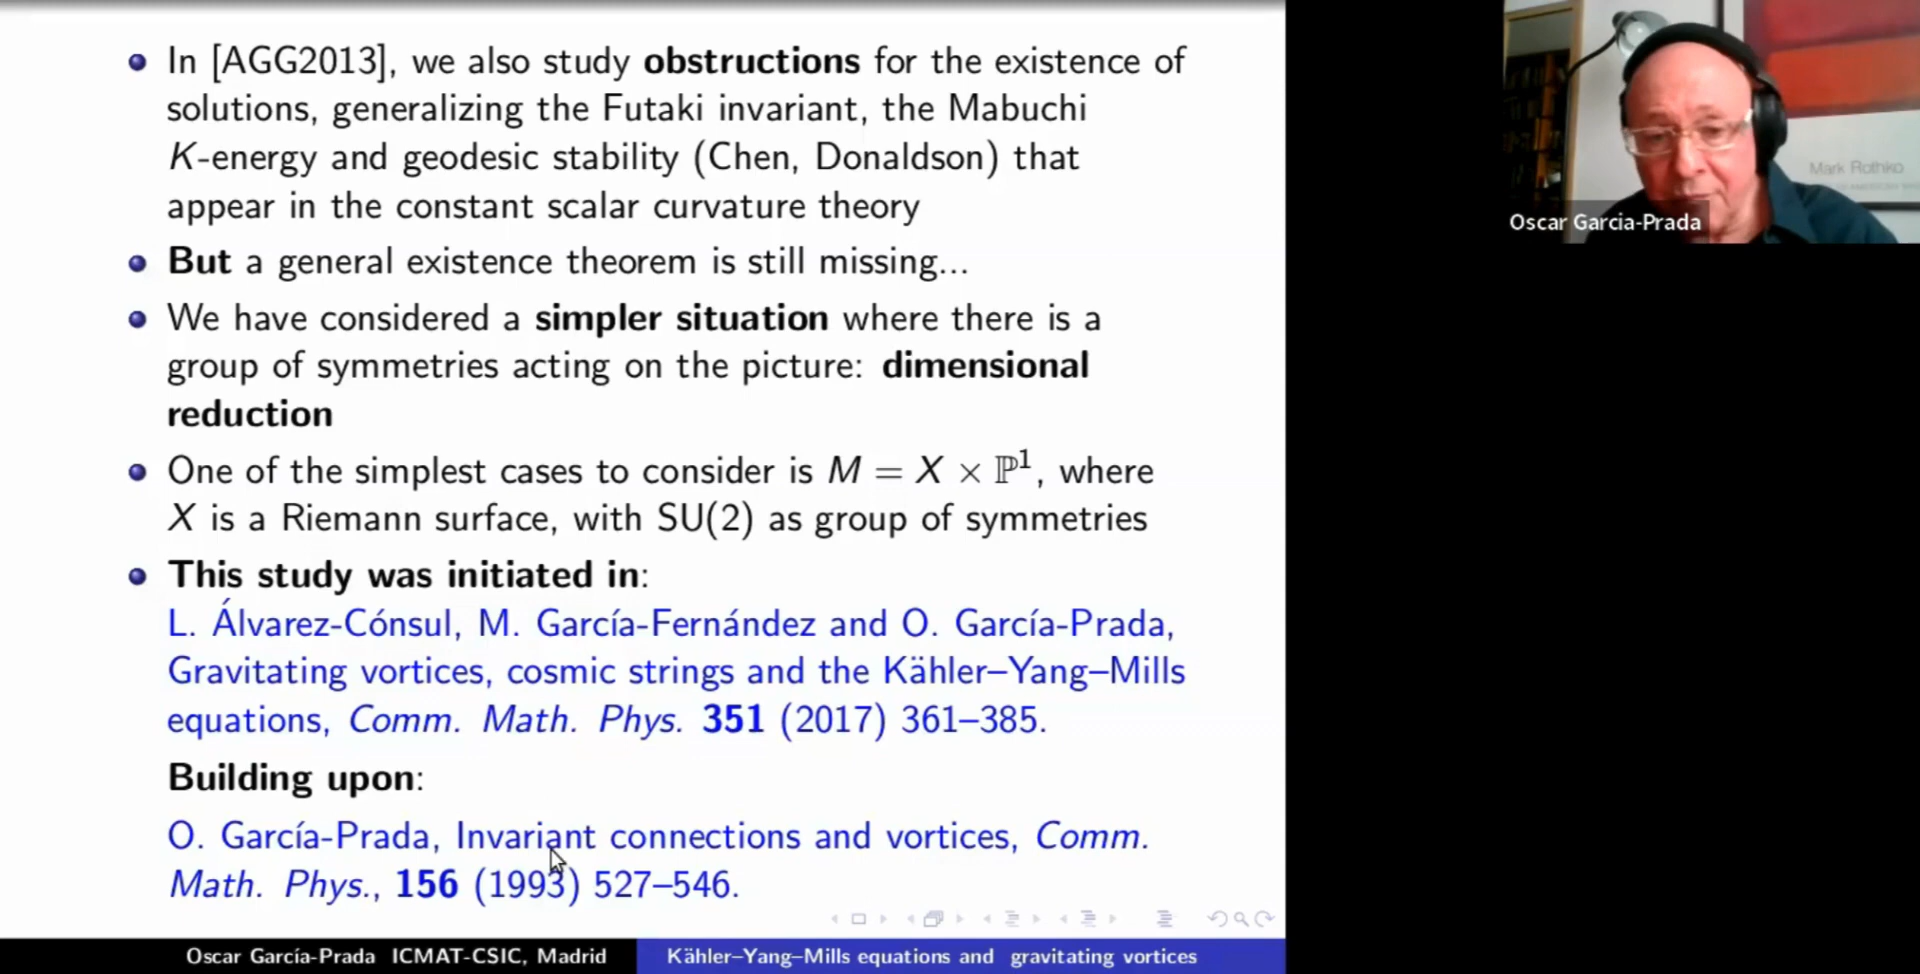 In [AGG2013], we also study obstructions for the existence of
solutions, generalizing the Futaki invariant, the Mabuchi
K-energy and geodesic stability (Chen, Donaldson) that
appear in the constant scalar curvature theory
But a general existence theorem is still missing...
We have considered a simpler situation where there is a
group of symmetries acting on the picture: dimensional
reduction
One of the simplest cases to consider is M = X × ℙ¹, where
X is a Riemann surface, with SU(2) as group of symmetries
This study was initiated in:
L. Álvarez-Cónsul, M. García-Fernández and O. García-Prada,
Gravitating vortices, cosmic strings and the Kähler–Yang–Mills
equations, Comm. Math. Phys. 351 (2017) 361–385.
Building upon:
O. García-Prada, Invariant connections and vortices, Comm.
Math. Phys., 156 (1993) 527–546.
Oscar García-Prada ICMAT-CSIC, Madrid
Kähler–Yang–Mills equations and gravitating vortices
Mark Rothko
Oscar Garcia-Prada